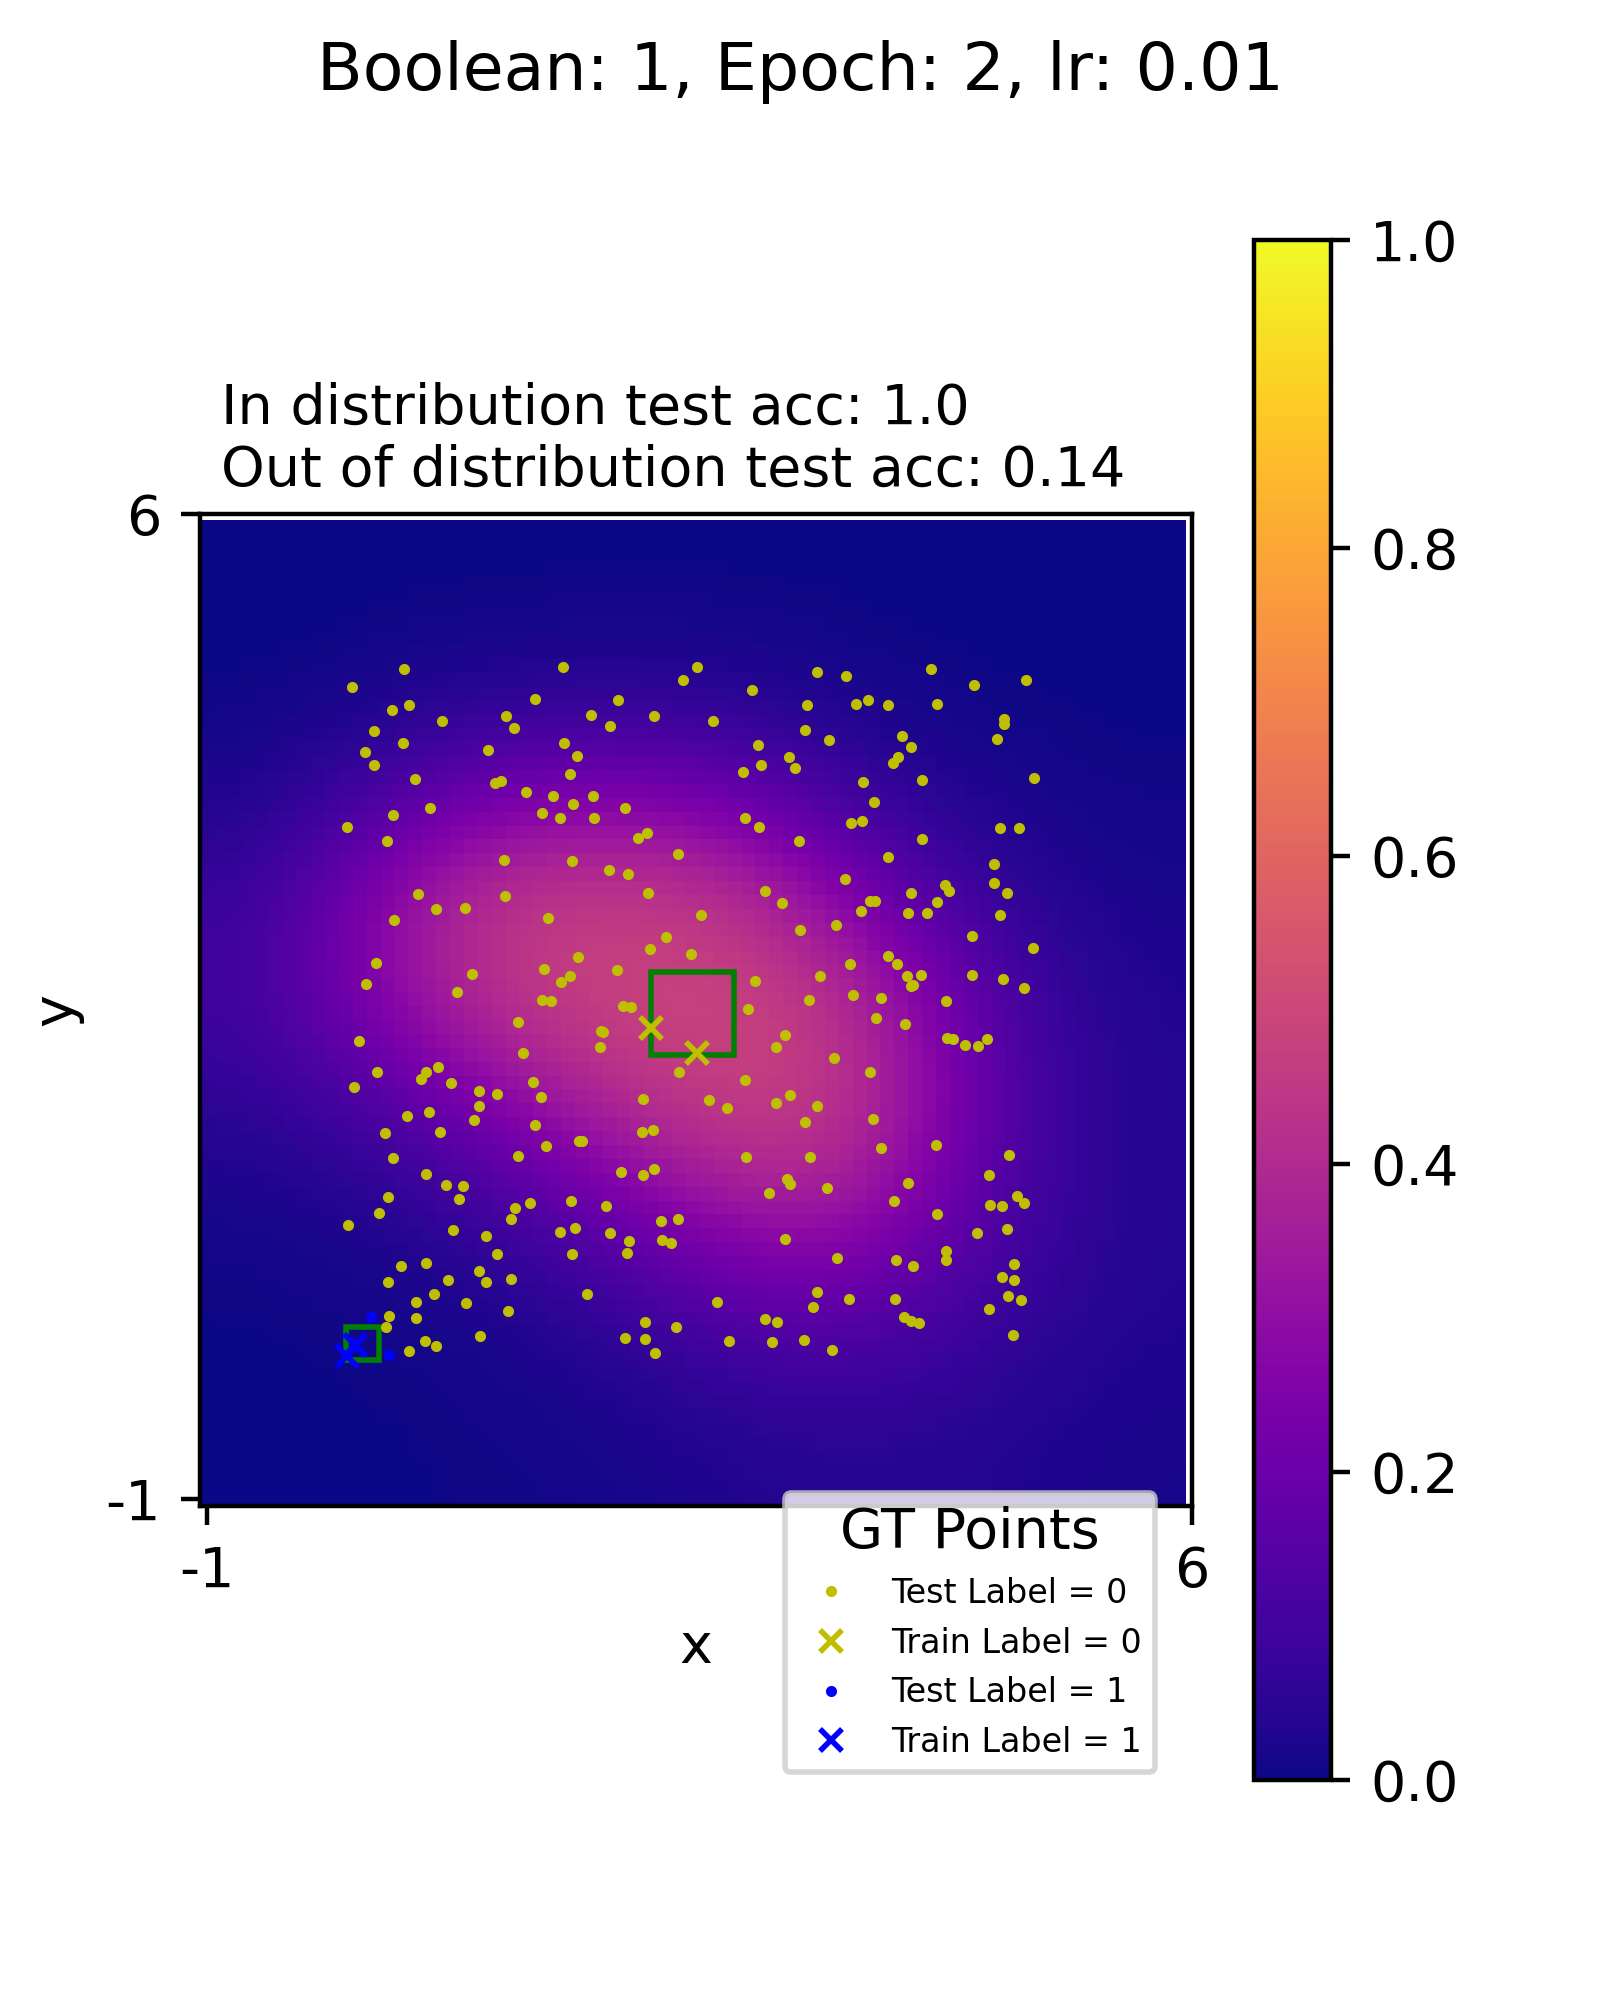 Boolean: 1, Epoch: 2, lr: 0.01
In distribution test acc: 1.0
Out of distribution test acc: 0.14
6
y
-1
-1
6
x
GT Points
Test Label = 0
Train Label = 0
Test Label = 1
Train Label = 1
1.0
0.8
0.6
0.4
0.2
0.0